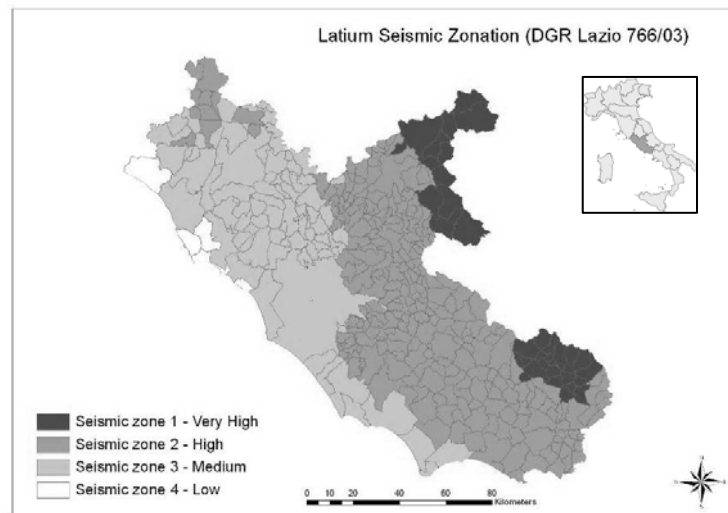 Latium Seismic Zonation (DGR Lazio 766/03)
Seismic zone 1 - Very High
Seismic zone 2 - High
Seismic zone 3 - Medium
Seismic zone 4 - Low
0 5 10 20 40 60 80
Kilometers